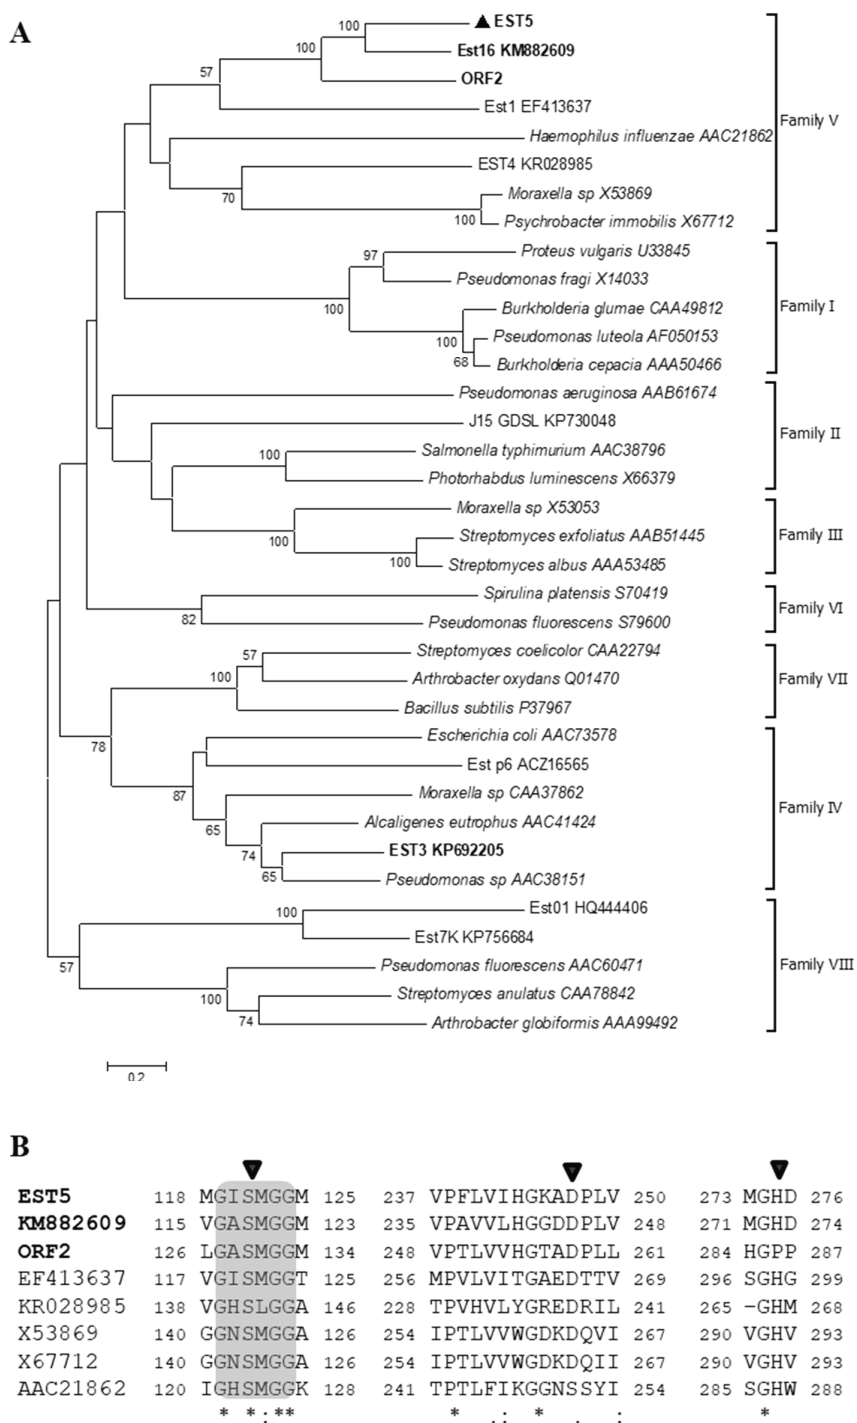 A
100
EST5
100
Est16 KM882609
57
ORF2
Est1 EF413637
Family V
Haemophilus influenzae AAC21862
EST4 KR028985
70
Moraxella sp X53869
100
Psychrobacter immobilis X67712
97
Proteus vulgaris U33845
Pseudomonas fragi X14033
100
Burkholderia glumae CAA49812
Family I
100
Pseudomonas luteola AF050153
68
Burkholderia cepacia AAA50466
Pseudomonas aeruginosa AAB61674
J15 GDSL KP730048
Family II
100
Salmonella typhimurium AAC38796
Photorhabdus luminescens X66379
Moraxella sp X53053
100
Streptomyces exfoliatus AAB51445
Family III
100
Streptomyces albus AAA53485
Spirulina platensis S70419
Family VI
82
Pseudomonas fluorescens S79600
57
Streptomyces coelicolor CAA22794
100
Arthrobacter oxydans Q01470
Family VII
Bacillus subtilis P37967
78
Escherichia coli AAC73578
Est p6 ACZ16565
87
Moraxella sp CAA37862
Family IV
65
Alcaligenes eutrophus AAC41424
74
EST3 KP692205
65
Pseudomonas sp AAC38151
100
Est01 HQ444406
Est7K KP756684
57
Pseudomonas fluorescens AAC60471
Family VIII
100
Streptomyces anulatus CAA78842
74
Arthrobacter globiformis AAA99492
0.2
B
EST5 118 MGISMGGM 125 237 VPFLVIHGKADPLV 250 273 MGHD 276
KM882609 115 VGASMGGM 123 235 VPAVVLHGGDDPLV 248 271 MGHD 274
ORF2 126 LGASMGGM 134 248 VPTLVVHGTADPLL 261 284 HGPP 287
EF413637 117 VGISMGGT 125 256 MPVLVITGAEDTTV 269 296 SGHG 299
KR028985 138 VGHSLGGA 146 228 TPVHVLYGREDRIL 241 265 -GHM 268
X53869 140 GGNSMGGA 126 254 IPTLVVWGDKDQVI 267 290 VGHV 293
X67712 140 GGNSMGGA 126 254 IPTLVVWGDKDQII 267 290 VGHV 293
AAC21862 120 IGHSMGGK 128 241 TPTLFIKGGNSSYI 254 285 SGHW 288
* *:** * .: * . : *